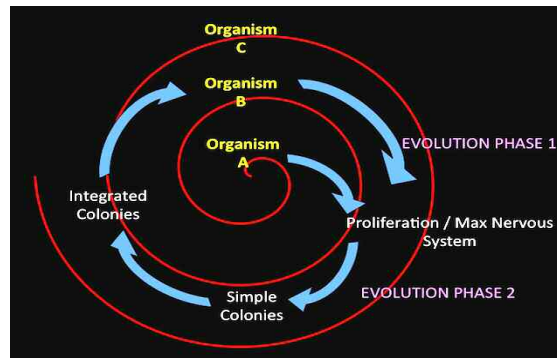 Organism
C
Organism
B
Organism
A
EVOLUTION PHASE 1
Integrated
Colonies
Proliferation / Max Nervous
System
Simple
Colonies
EVOLUTION PHASE 2